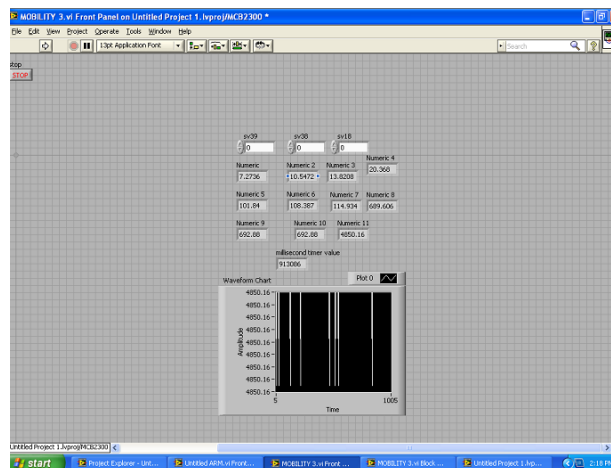 MOBILITY 3.vi Front Panel on Untitled Project 1.lvproj/MCB2300 *
File Edit View Project Operate Tools Window Help
13pt Application Font
Search
stop
STOP
sv39 sv38 sv18
0 0 0
Numeric Numeric 2 Numeric 3 Numeric 4
7.2736 10.5472 13.8208 20.368
Numeric 5 Numeric 6 Numeric 7 Numeric 8
101.84 108.387 114.934 689.606
Numeric 9 Numeric 10 Numeric 11
692.88 692.88 4850.16
millisecond timer value
913086
Waveform Chart Plot 0
4850.16
4850.16
4850.16
4850.16
4850.16
4850.16
4850.16
4850.16
4850.16
Amplitude
5 1005
Time
Untitled Project 1.lvproj/MCB2300
start Project Explorer - Unt... Untitled ARM.vi Front... MOBILITY 3.vi Front ... MOBILITY 3.vi Block ... Untitled Project 1.lvp... 2:18 PM